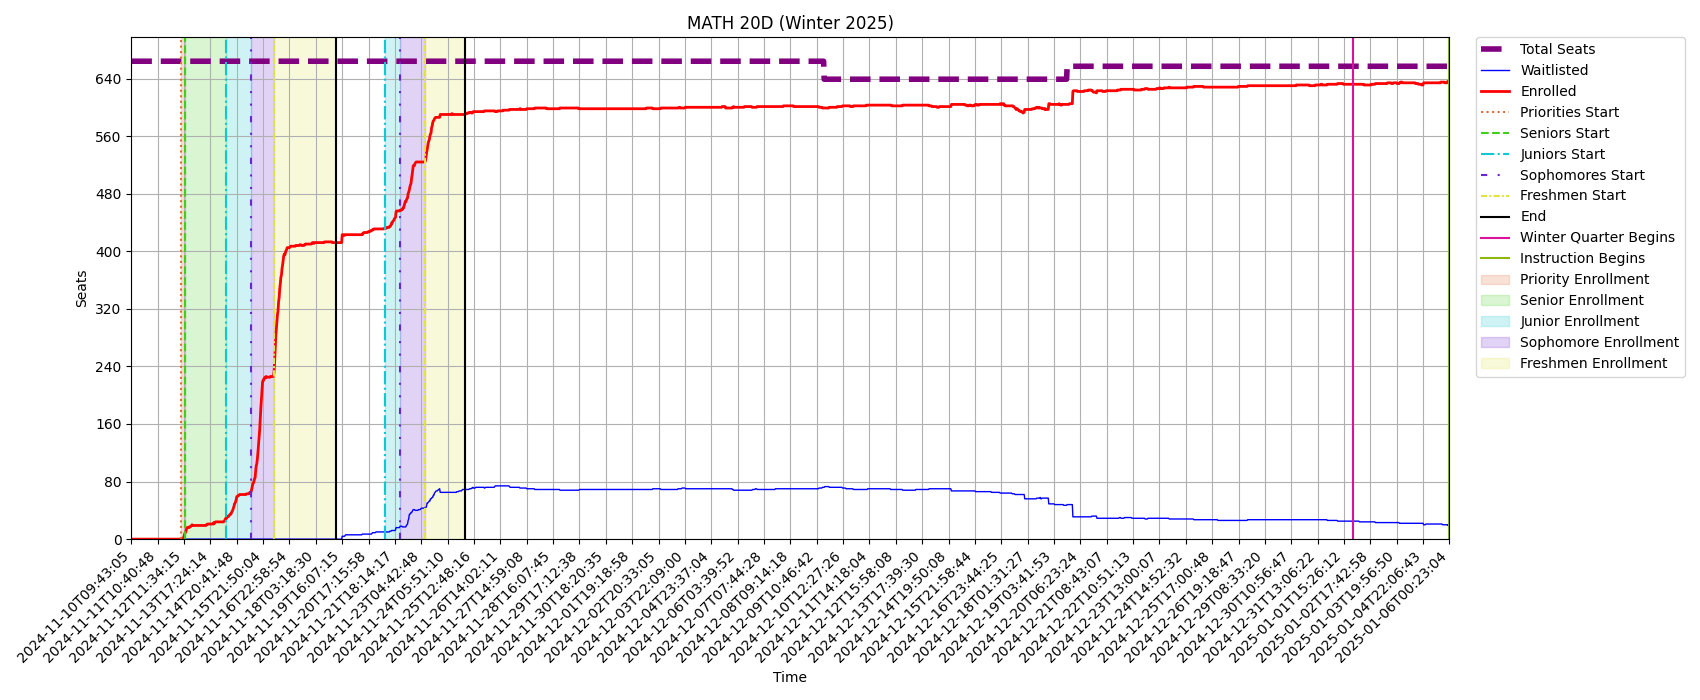 MATH 20D (Winter 2025)
Seats
640
560
480
400
320
240
160
80
0
2024-11-10T09:43:05
2024-11-11T10:40:48
2024-11-12T11:34:15
2024-11-13T17:24:14
2024-11-14T20:41:48
2024-11-15T21:50:04
2024-11-16T22:58:54
2024-11-18T03:18:30
2024-11-19T16:07:15
2024-11-20T17:15:58
2024-11-21T18:14:17
2024-11-23T04:42:48
2024-11-24T05:51:10
2024-11-25T12:48:16
2024-11-26T14:02:11
2024-11-27T14:59:08
2024-11-28T16:07:45
2024-11-29T17:12:38
2024-11-30T18:20:35
2024-12-01T19:18:58
2024-12-02T20:33:05
2024-12-03T22:09:00
2024-12-04T23:37:04
2024-12-06T03:39:52
2024-12-07T07:44:28
2024-12-08T09:14:18
2024-12-09T10:46:42
2024-12-10T12:27:26
2024-12-11T14:18:04
2024-12-12T15:58:08
2024-12-13T17:39:30
2024-12-14T19:50:09
2024-12-15T21:58:44
2024-12-16T23:44:25
2024-12-18T01:31:27
2024-12-19T03:41:53
2024-12-20T06:23:24
2024-12-21T08:43:07
2024-12-22T10:51:13
2024-12-23T13:00:07
2024-12-24T14:52:32
2024-12-25T17:00:48
2024-12-26T19:18:47
2024-12-29T08:33:20
2024-12-30T10:56:47
2024-12-31T13:06:22
2025-01-01T15:26:12
2025-01-02T17:42:58
2025-01-03T19:56:50
2025-01-04T22:06:43
2025-01-06T00:23:04
Time
Total Seats
Waitlisted
Enrolled
Priorities Start
Seniors Start
Juniors Start
Sophomores Start
Freshmen Start
End
Winter Quarter Begins
Instruction Begins
Priority Enrollment
Senior Enrollment
Junior Enrollment
Sophomore Enrollment
Freshmen Enrollment